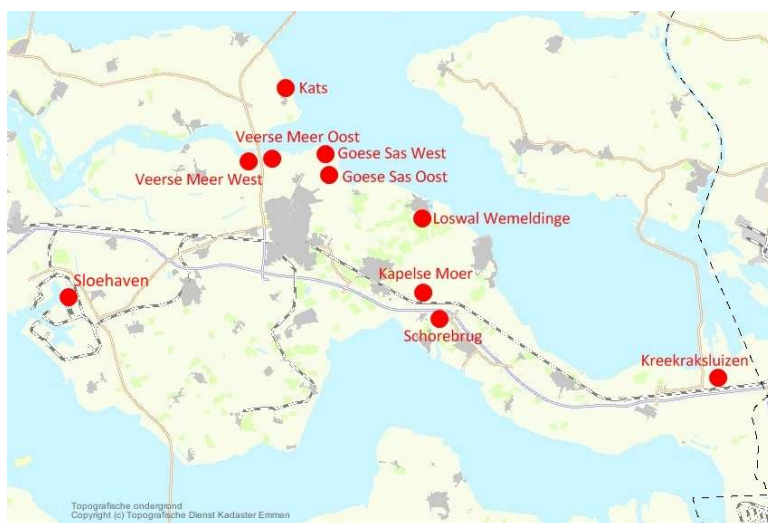 Kats
Veerse Meer Oost
Goese Sas West
Veerse Meer West
Goese Sas Oost
Loswal Wemeldinge
Sloehaven
Kapelse Moer
Schorebrug
Kreekraksluizen
Topografische ondergrond
Copyright (c) Topografische Dienst Kadaster Emmen